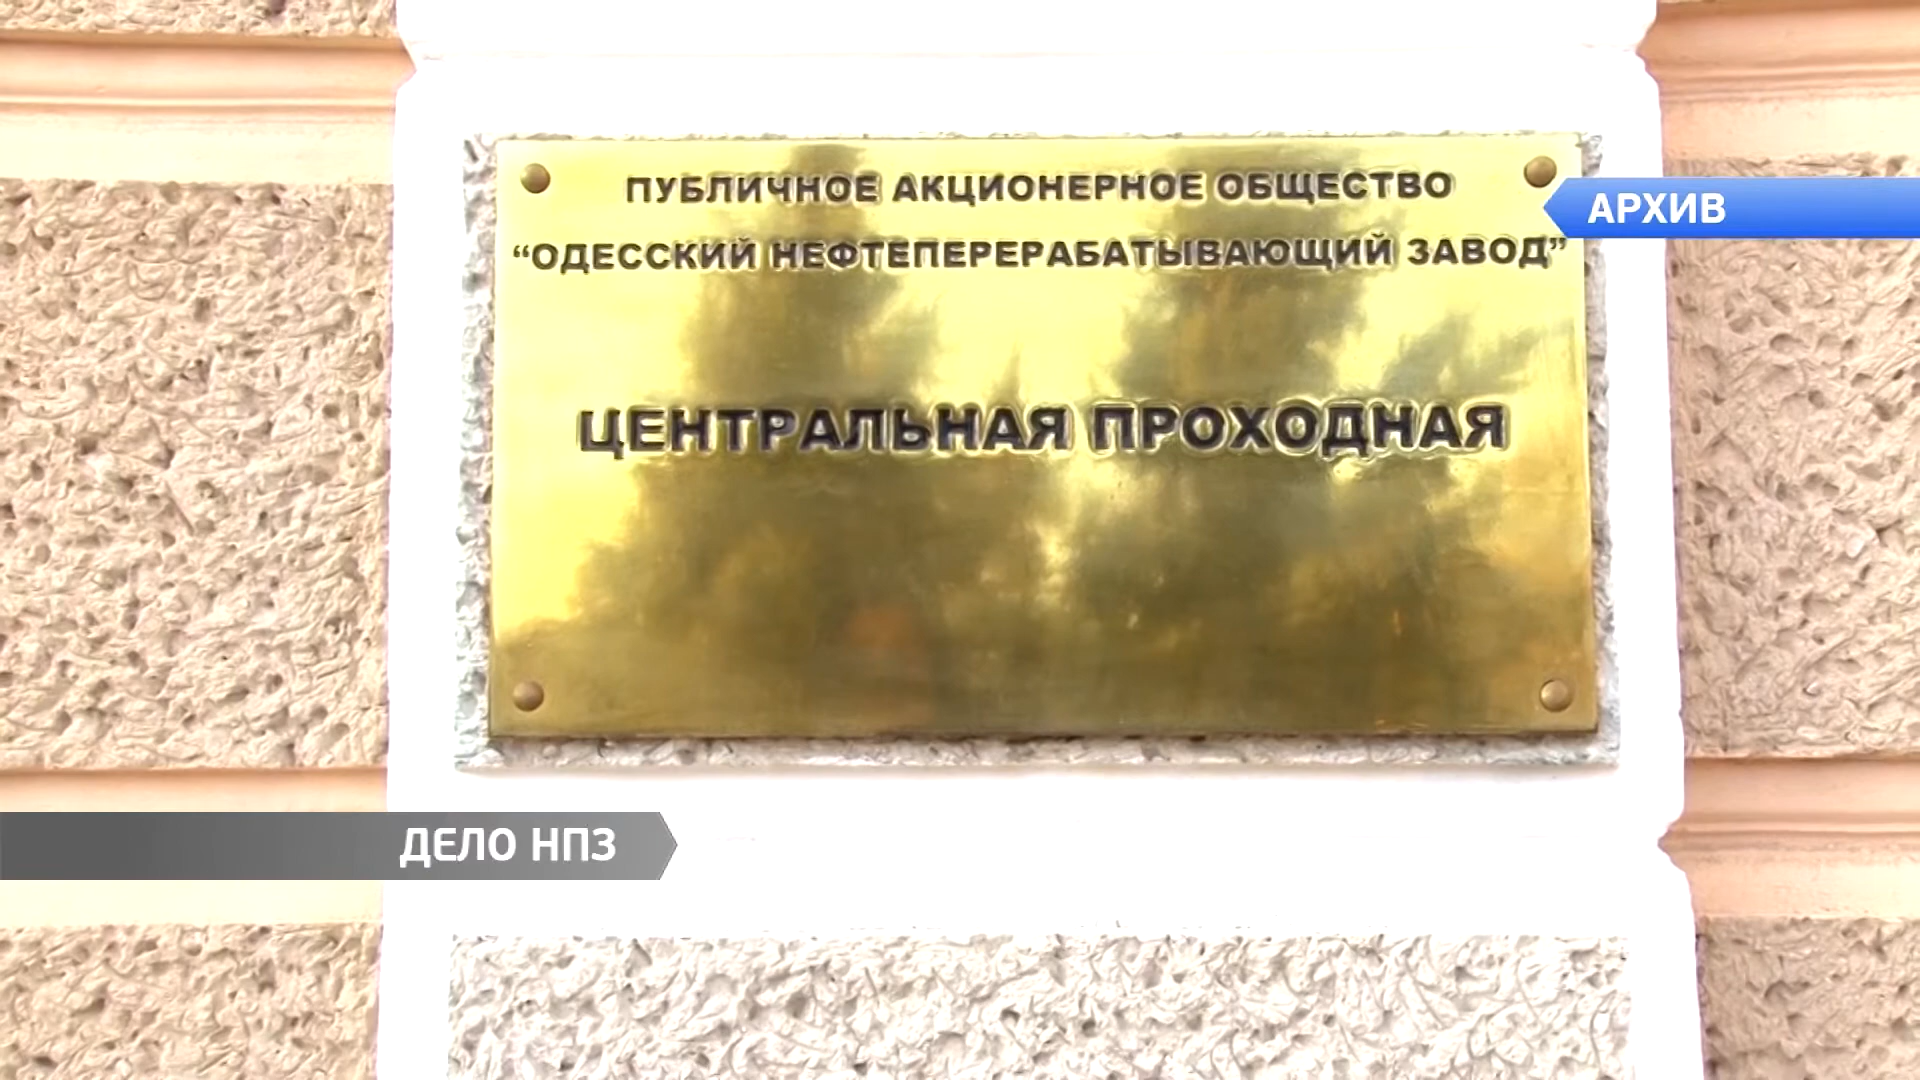 ПУБЛИЧНОЕ АКЦИОНЕРНОЕ ОБЩЕСТВО
АРХИВ
“ОДЕССКИЙ НЕФТЕПЕРЕРАБАТЫВАЮЩИЙ ЗАВОД”
ЦЕНТРАЛЬНАЯ ПРОХОДНАЯ
ДЕЛО НПЗ